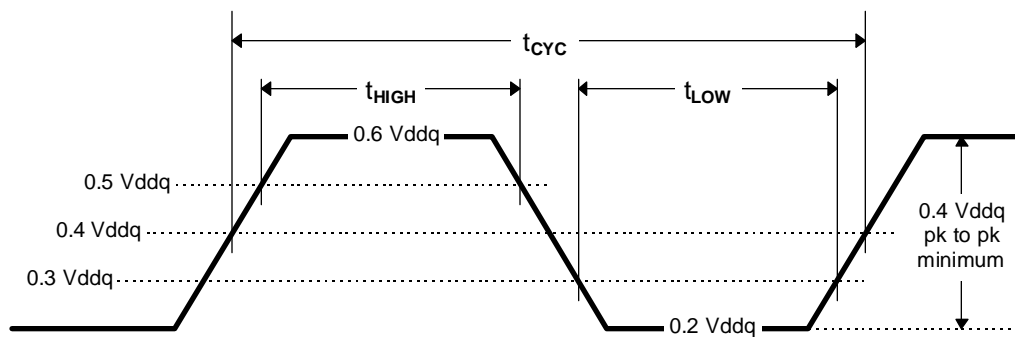 tCYC
tHIGH
tLOW
0.6 Vddq
0.5 Vddq
0.4 Vddq
0.3 Vddq
0.2 Vddq
0.4 Vddq
pk to pk
minimum